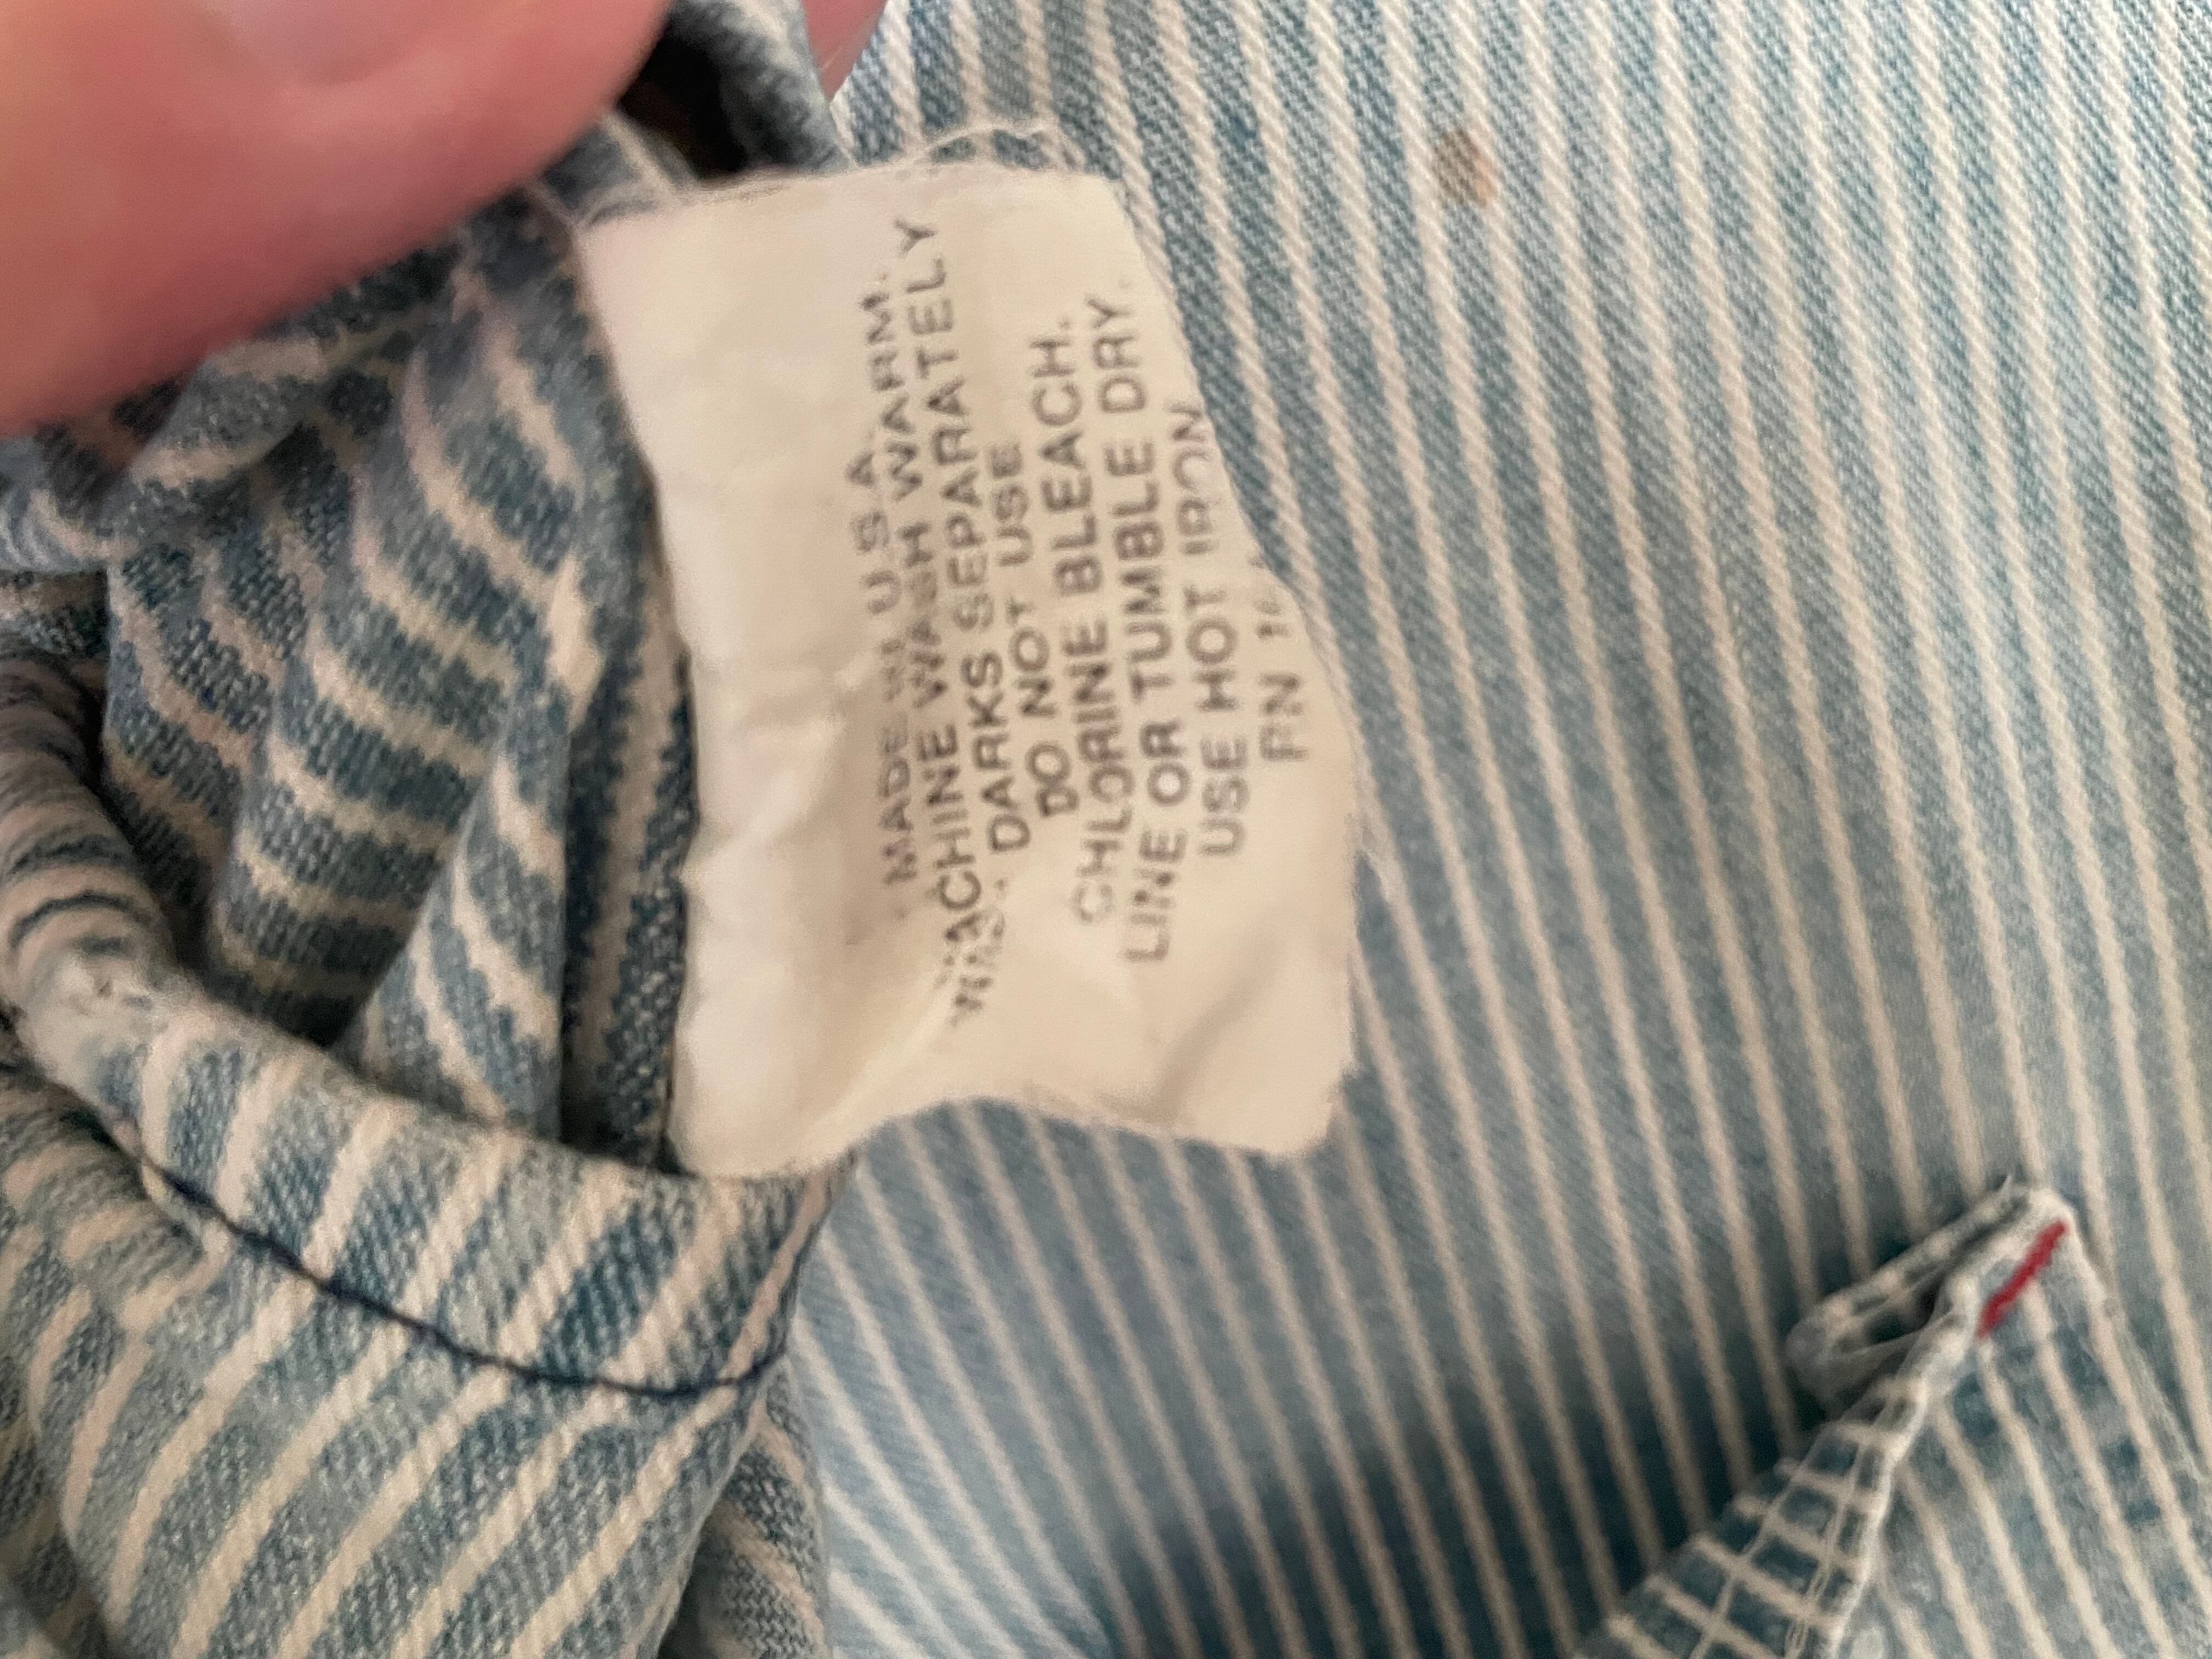 MADE IN U.S.A.
MACHINE WASH WARM.
WASH DARKS SEPARATELY
DO NOT USE
CHLORINE BLEACH.
LINE OR TUMBLE DRY.
USE HOT IRON
RN